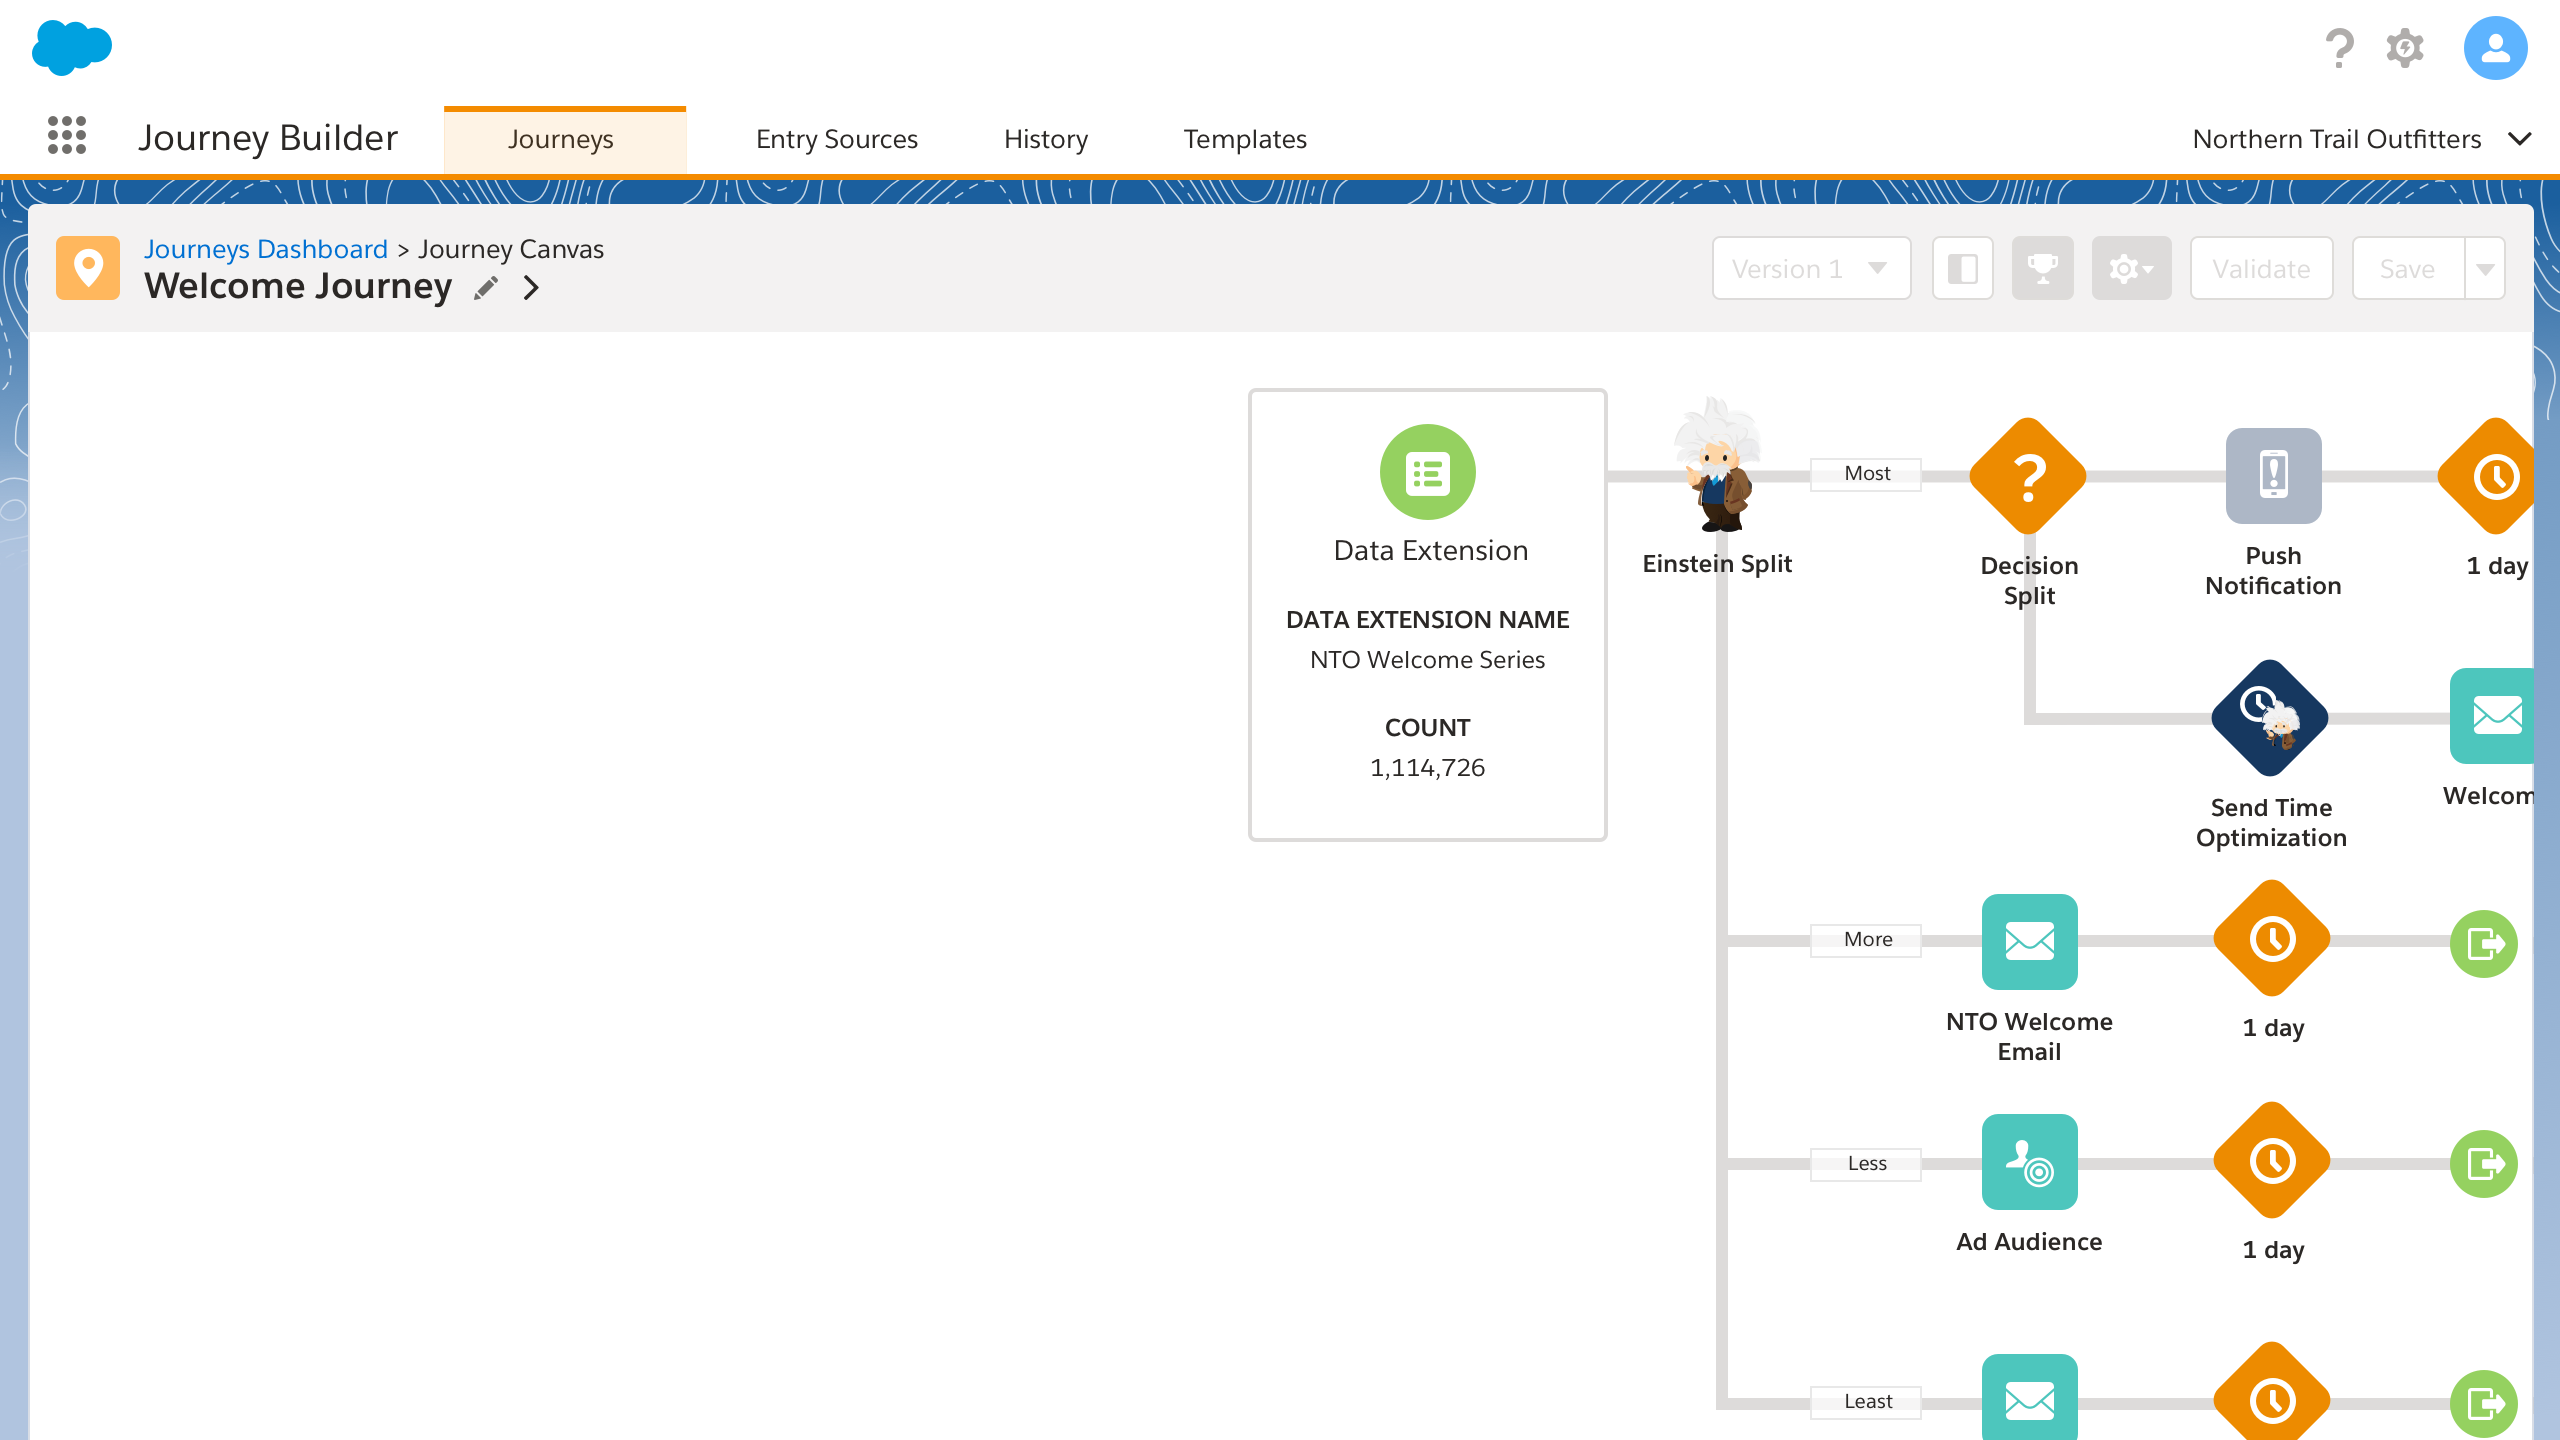 Journey Builder
Journeys
Entry Sources
History
Templates
Northern Trail Outfitters
Journeys Dashboard > Journey Canvas
Welcome Journey
Version 1
Validate
Save
Data Extension
DATA EXTENSION NAME
NTO Welcome Series
COUNT
1,114,726
Einstein Split
Most
Decision
Split
Push
Notification
1 day
Send Time
Optimization
Welcom
More
NTO Welcome
Email
1 day
Less
Ad Audience
1 day
Least